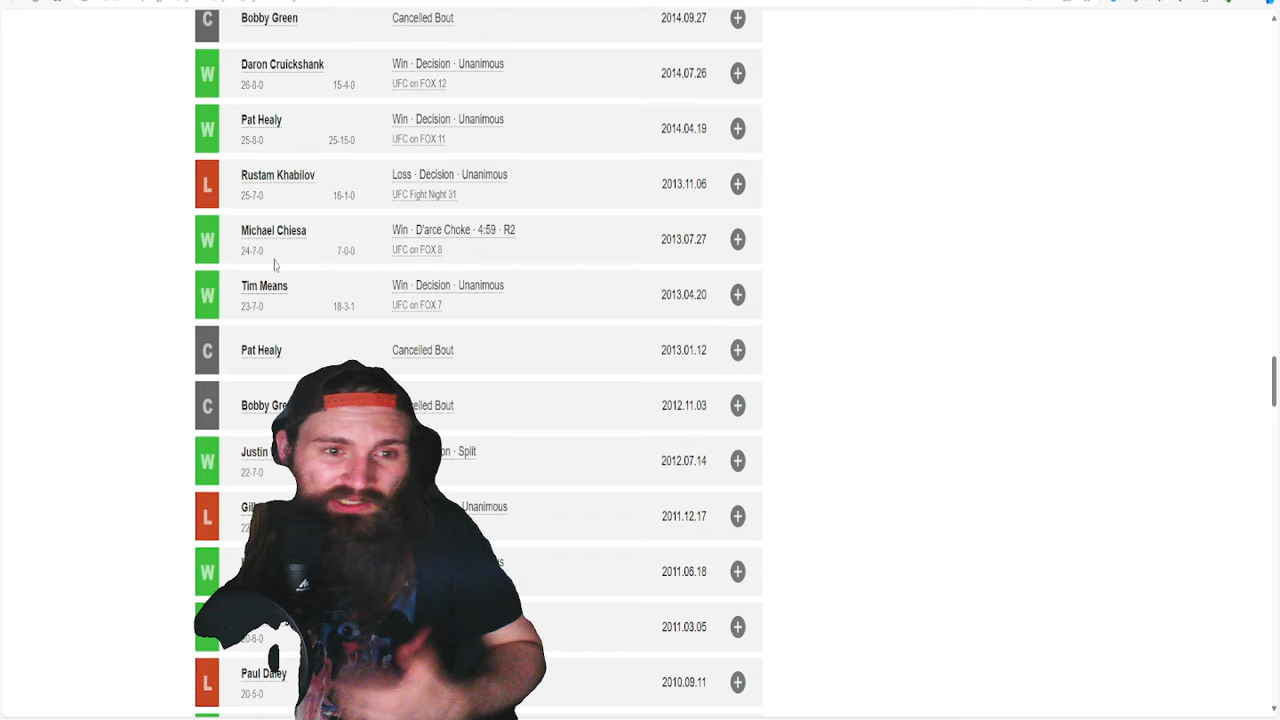 C
Bobby Green
Cancelled Bout
2014.09.27
W
Daron Cruickshank
26-8-0
15-4-0
Win · Decision · Unanimous
UFC on FOX 12
2014.07.26
W
Pat Healy
25-8-0
25-15-0
Win · Decision · Unanimous
UFC on FOX 11
2014.04.19
L
Rustam Khabilov
25-7-0
16-1-0
Loss · Decision · Unanimous
UFC Fight Night 31
2013.11.06
W
Michael Chiesa
24-7-0
7-0-0
Win · D'arce Choke · 4:59 · R2
UFC on FOX 8
2013.07.27
W
Tim Means
23-7-0
18-3-1
Win · Decision · Unanimous
UFC on FOX 7
2013.04.20
C
Pat Healy
Cancelled Bout
2013.01.12
C
Bobby
Bout
2012.11.03
W
Justin
22-7-0
· Split
2012.07.14
L
Unanimous
2011.12.17
W
2011.06.18
20-6-0
2011.03.05
L
Paul Daley
20-5-0
2010.09.11